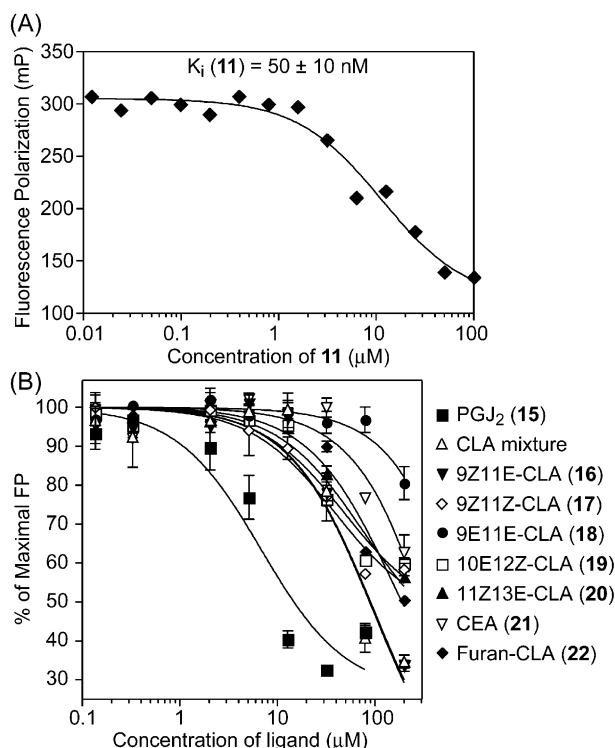 (A)
Kᵢ (11) = 50 ± 10 nM
Fluorescence Polarization (mP)
350
300
250
200
150
100
0.01
0.1
1
10
100
Concentration of 11 (μM)
(B)
% of Maximal FP
100
90
80
70
60
50
40
30
0.1
1
10
100
Concentration of ligand (μM)
PGJ₂ (15)
CLA mixture
9Z11E-CLA (16)
9Z11Z-CLA (17)
9E11E-CLA (18)
10E12Z-CLA (19)
11Z13E-CLA (20)
CEA (21)
Furan-CLA (22)